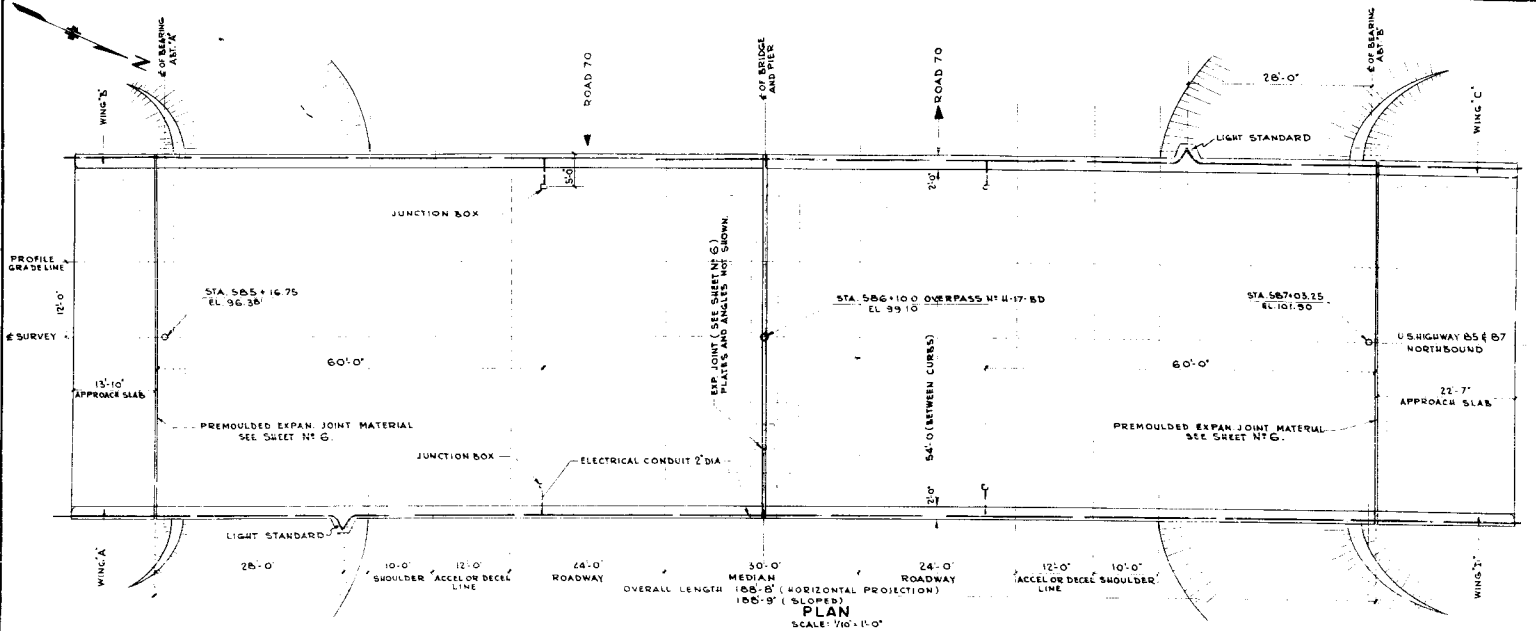 N
℄ OF BEARING
ABT. "A"
WING "B"
ROAD 70
℄ OF BRIDGE
AND PIER
ROAD 70
28'-0"
℄ OF BEARING
ABT. "B"
WING "C"
LIGHT STANDARD
5'-0"
2'-0"
JUNCTION BOX
PROFILE
GRADE LINE
12'-0"
℄ SURVEY
STA. 585+16.75
EL. 96.38'
EXP. JOINT (SEE SHEET Nº 6)
PLATES AND ANGLES NOT SHOWN.
STA. 586+10.0 OVERPASS Nº H-17-BD
EL 99.10
STA. 587+03.25
EL. 101.50
U.S. HIGHWAY 85 & 87
NORTHBOUND
60'-0"
54'-0 (BETWEEN CURBS)
60'-0"
13'-10"
APPROACH SLAB
22'-7"
APPROACH SLAB
PREMOULDED EXPAN. JOINT MATERIAL
SEE SHEET Nº 6.
PREMOULDED EXPAN. JOINT MATERIAL
SEE SHEET Nº 6.
JUNCTION BOX
ELECTRICAL CONDUIT 2" DIA
2'-0"
LIGHT STANDARD
WING "A"
WING "D"
28'-0"
10'-0"
SHOULDER
12'-0"
ACCEL OR DECEL
LINE
24'-0"
ROADWAY
30'-0"
MEDIAN
24'-0"
ROADWAY
12'-0"
ACCEL OR DECEL
LINE
10'-0"
SHOULDER
OVERALL LENGTH 188'-8" (HORIZONTAL PROJECTION)
188'-9" (SLOPED)
PLAN
SCALE: 1/10"=1'-0"